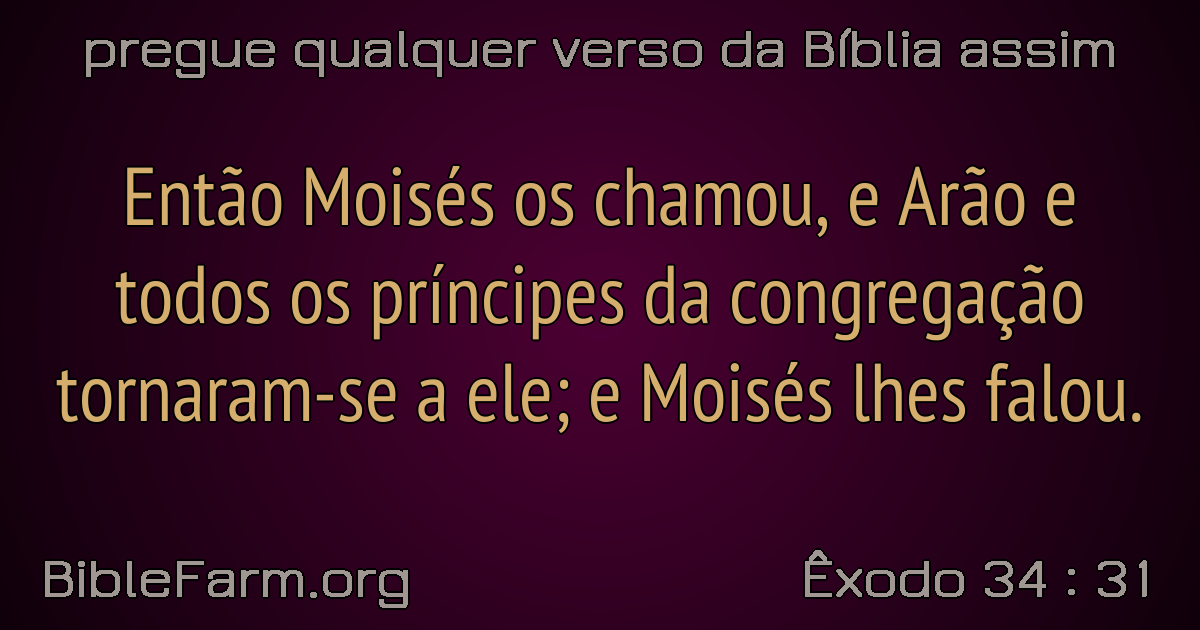 pregue qualquer verso da Bíblia assim
Então Moisés os chamou, e Arão e
todos os príncipes da congregação
tornaram-se a ele; e Moisés lhes falou.
BibleFarm.org
Êxodo 34 : 31